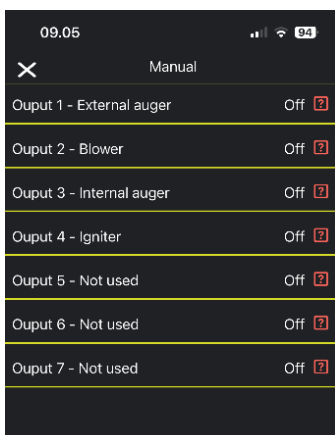 09.05 94
Manual
Ouput 1 - External auger Off ?
Ouput 2 - Blower Off ?
Ouput 3 - Internal auger Off ?
Ouput 4 - Igniter Off ?
Ouput 5 - Not used Off ?
Ouput 6 - Not used Off ?
Ouput 7 - Not used Off ?